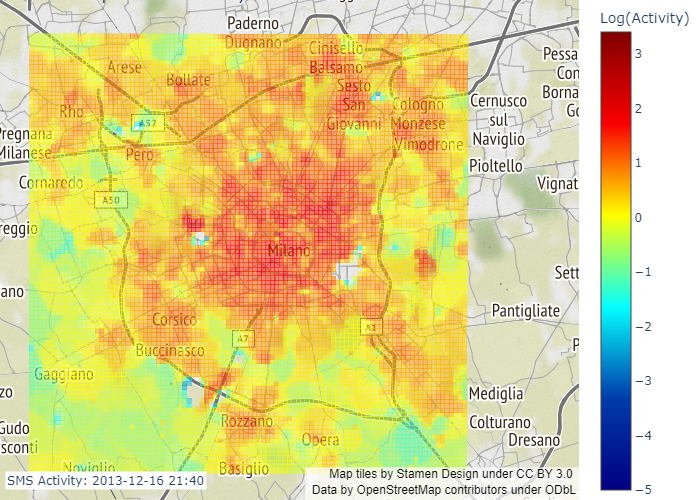 Log(Activity)
Paderno
Dugnano
Cinisello
Balsamo
Arese
Bollate
Sesto
San
Giovanni
Cologno
Monzese
Vimodrone
Rho
A52
Pero
Pregnana
Milanese
Cornaredo
A50
reggio
Milano
Cernusco
sul
Naviglio
Pioltello
Pessa
Con
Borna
Go
Vignat
Sett
ano
Pantigliate
P
Corsico
A7
A1
Buccinasco
Gaggiano
zo
Rozzano
Opera
Mediglia
Colturano
Dresano
Gudo
sconti
Noviglio
Basiglio
3
2
1
0
−1
−2
−3
−4
−5
SMS Activity: 2013-12-16 21:40
Map tiles by Stamen Design under CC BY 3.0
Data by OpenStreetMap contributors under ODbL